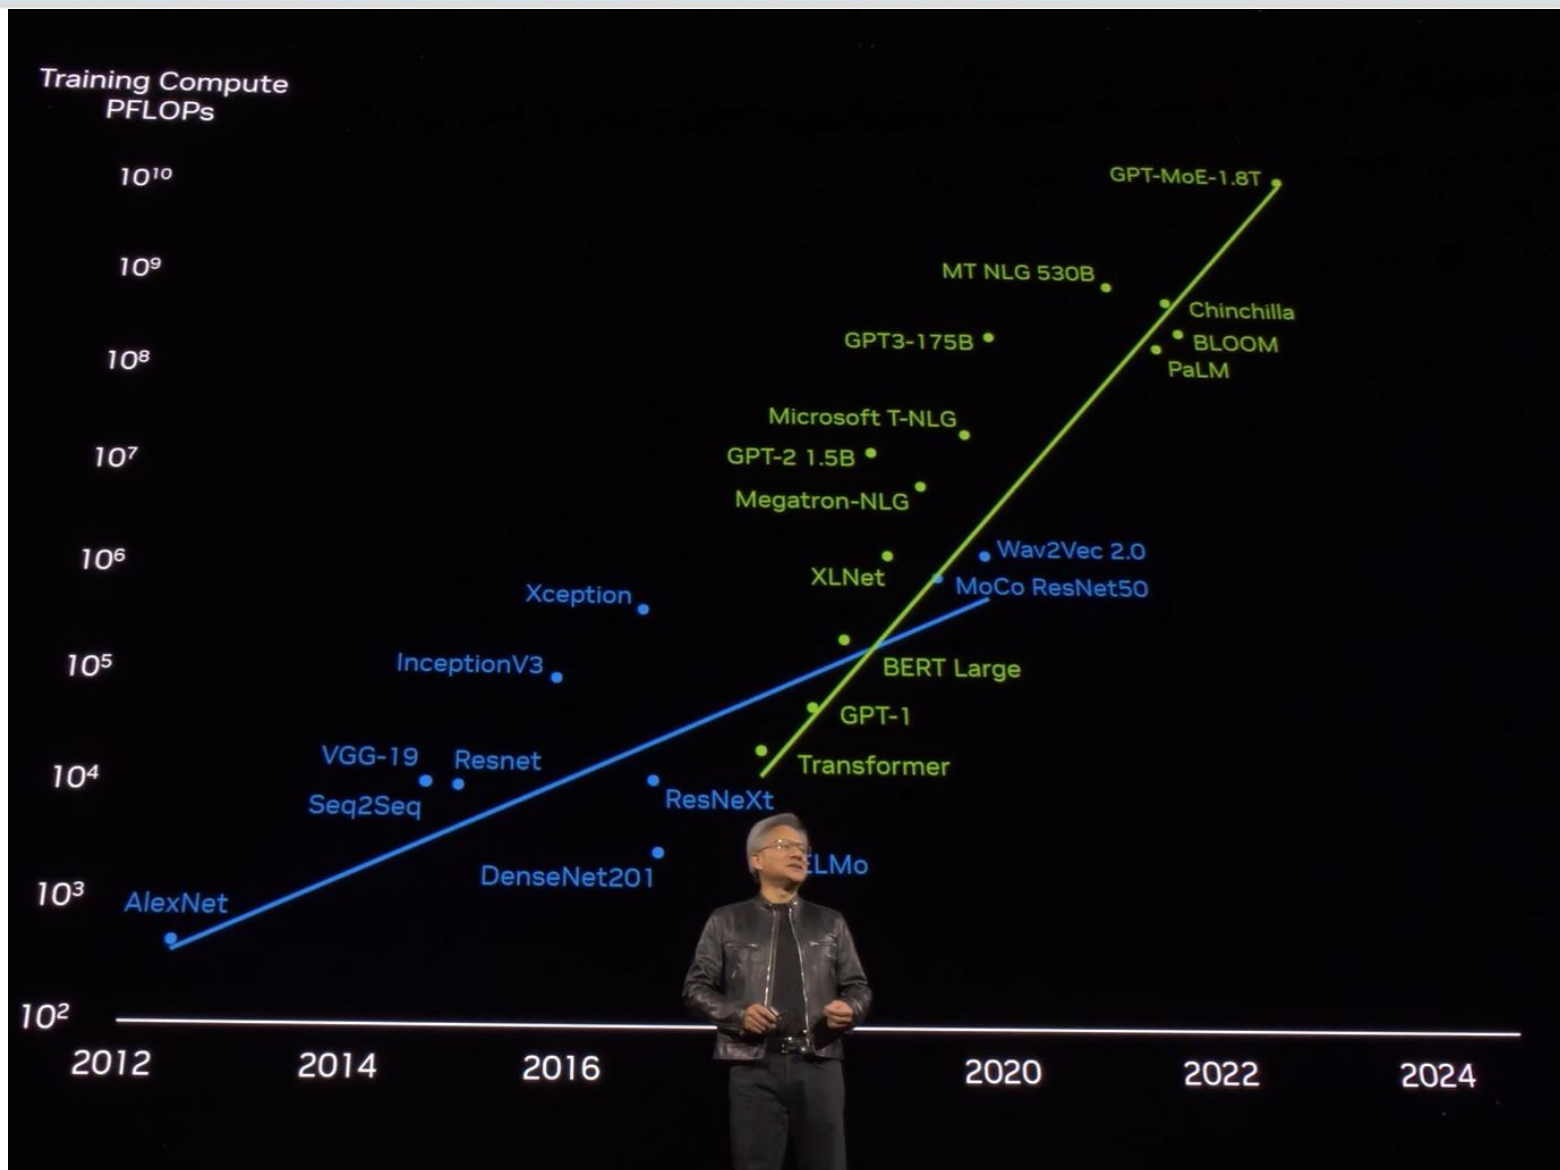 Training Compute
PFLOPs
10¹⁰
GPT-MoE-1.8T
10⁹
MT NLG 530B
Chinchilla
GPT3-175B
BLOOM
10⁸
PaLM
Microsoft T-NLG
10⁷
GPT-2 1.5B
Megatron-NLG
10⁶
Wav2Vec 2.0
XLNet
MoCo ResNet50
Xception
10⁵
InceptionV3
BERT Large
GPT-1
VGG-19
Resnet
Transformer
10⁴
Seq2Seq
ResNeXt
ELMo
DenseNet201
10³
AlexNet
10²
2012 2014 2016 2020 2022 2024